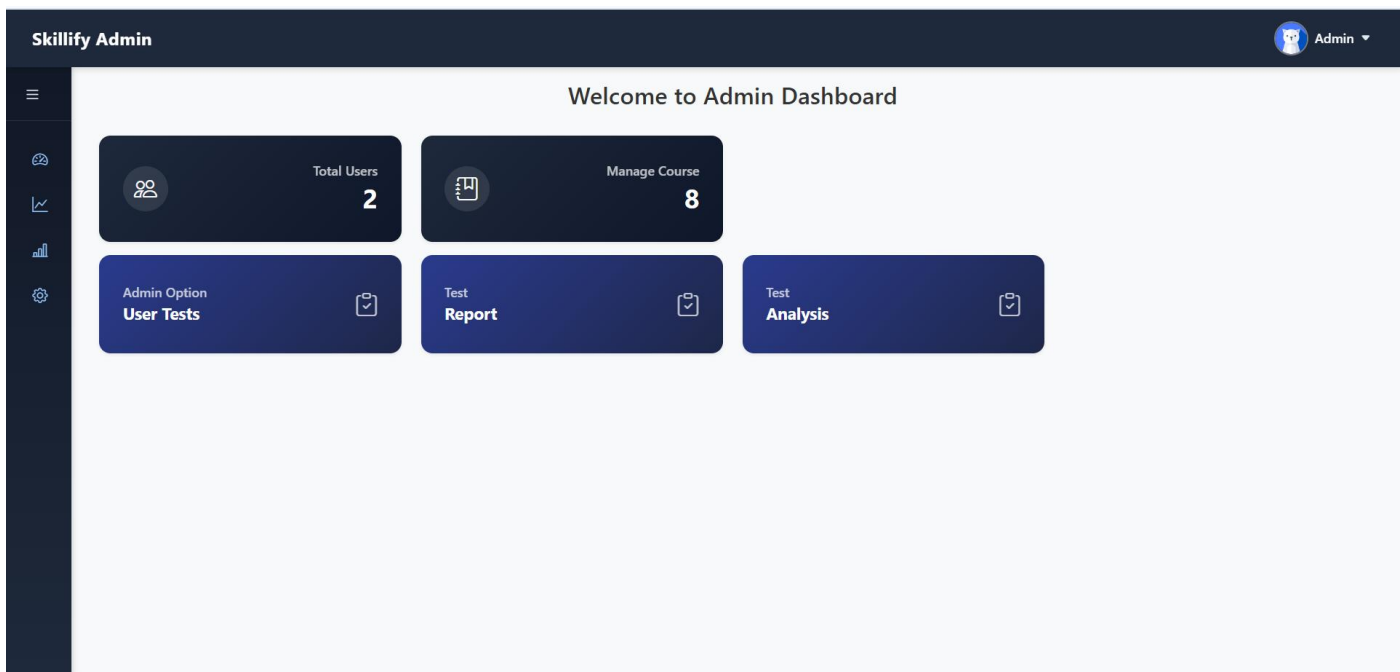 Skillify Admin
Admin
Welcome to Admin Dashboard
Total Users
2
Manage Course
8
Admin Option
User Tests
Test
Report
Test
Analysis